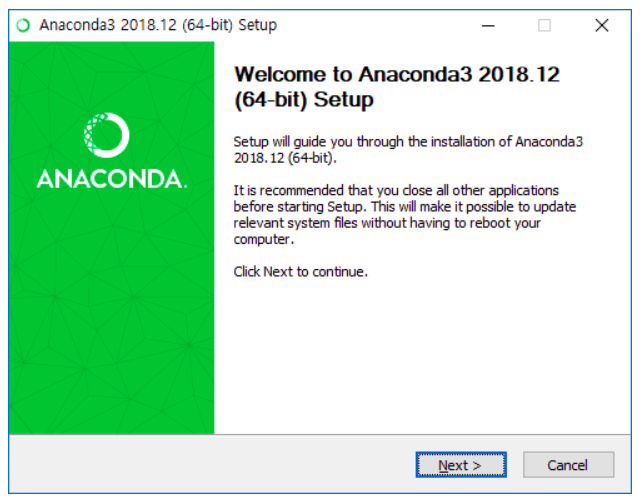 Anaconda3 2018.12 (64-bit) Setup
Welcome to Anaconda3 2018.12
(64-bit) Setup
Setup will guide you through the installation of Anaconda3
2018.12 (64-bit).
It is recommended that you close all other applications
before starting Setup. This will make it possible to update
relevant system files without having to reboot your
computer.
Click Next to continue.
ANACONDA.
Next >
Cancel